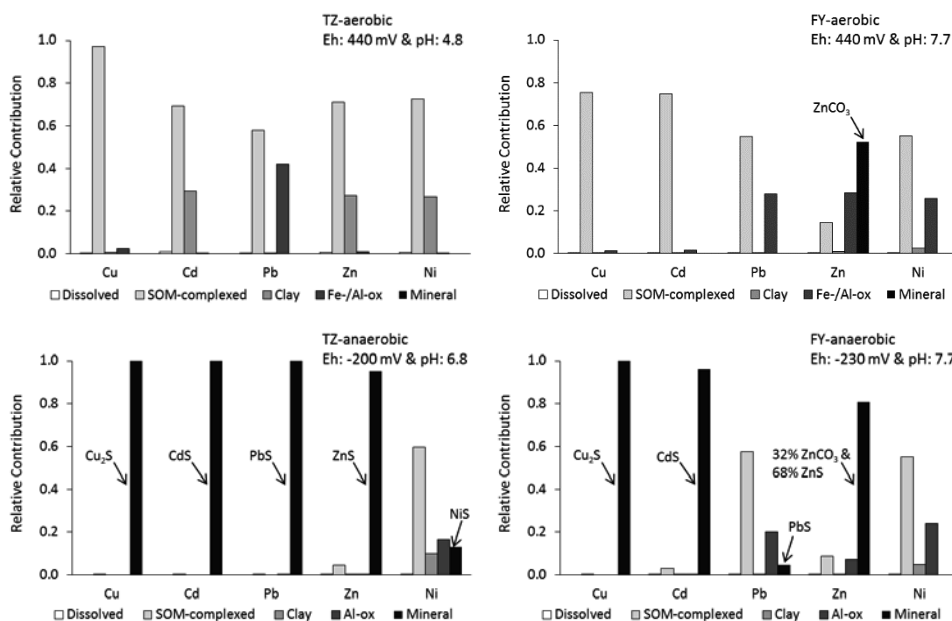 TZ-aerobic
Eh: 440 mV & pH: 4.8
Relative Contribution
1.0
0.8
0.6
0.4
0.2
0.0
Cu Cd Pb Zn Ni
Dissolved SOM-complexed Clay Fe-/Al-ox Mineral
FY-aerobic
Eh: 440 mV & pH: 7.7
Relative Contribution
1.0
0.8
0.6
0.4
0.2
0.0
ZnCO₃
Cu Cd Pb Zn Ni
Dissolved SOM-complexed Clay Fe-/Al-ox Mineral
TZ-anaerobic
Eh: -200 mV & pH: 6.8
Relative Contribution
1.0
0.8
0.6
0.4
0.2
0.0
Cu₂S
CdS
PbS
ZnS
NiS
Cu Cd Pb Zn Ni
Dissolved SOM-complexed Clay Al-ox Mineral
FY-anaerobic
Eh: -230 mV & pH: 7.7
Relative Contribution
1.0
0.8
0.6
0.4
0.2
0.0
Cu₂S
CdS
PbS
32% ZnCO₃ &
68% ZnS
Cu Cd Pb Zn Ni
Dissolved SOM-complexed Clay Al-ox Mineral